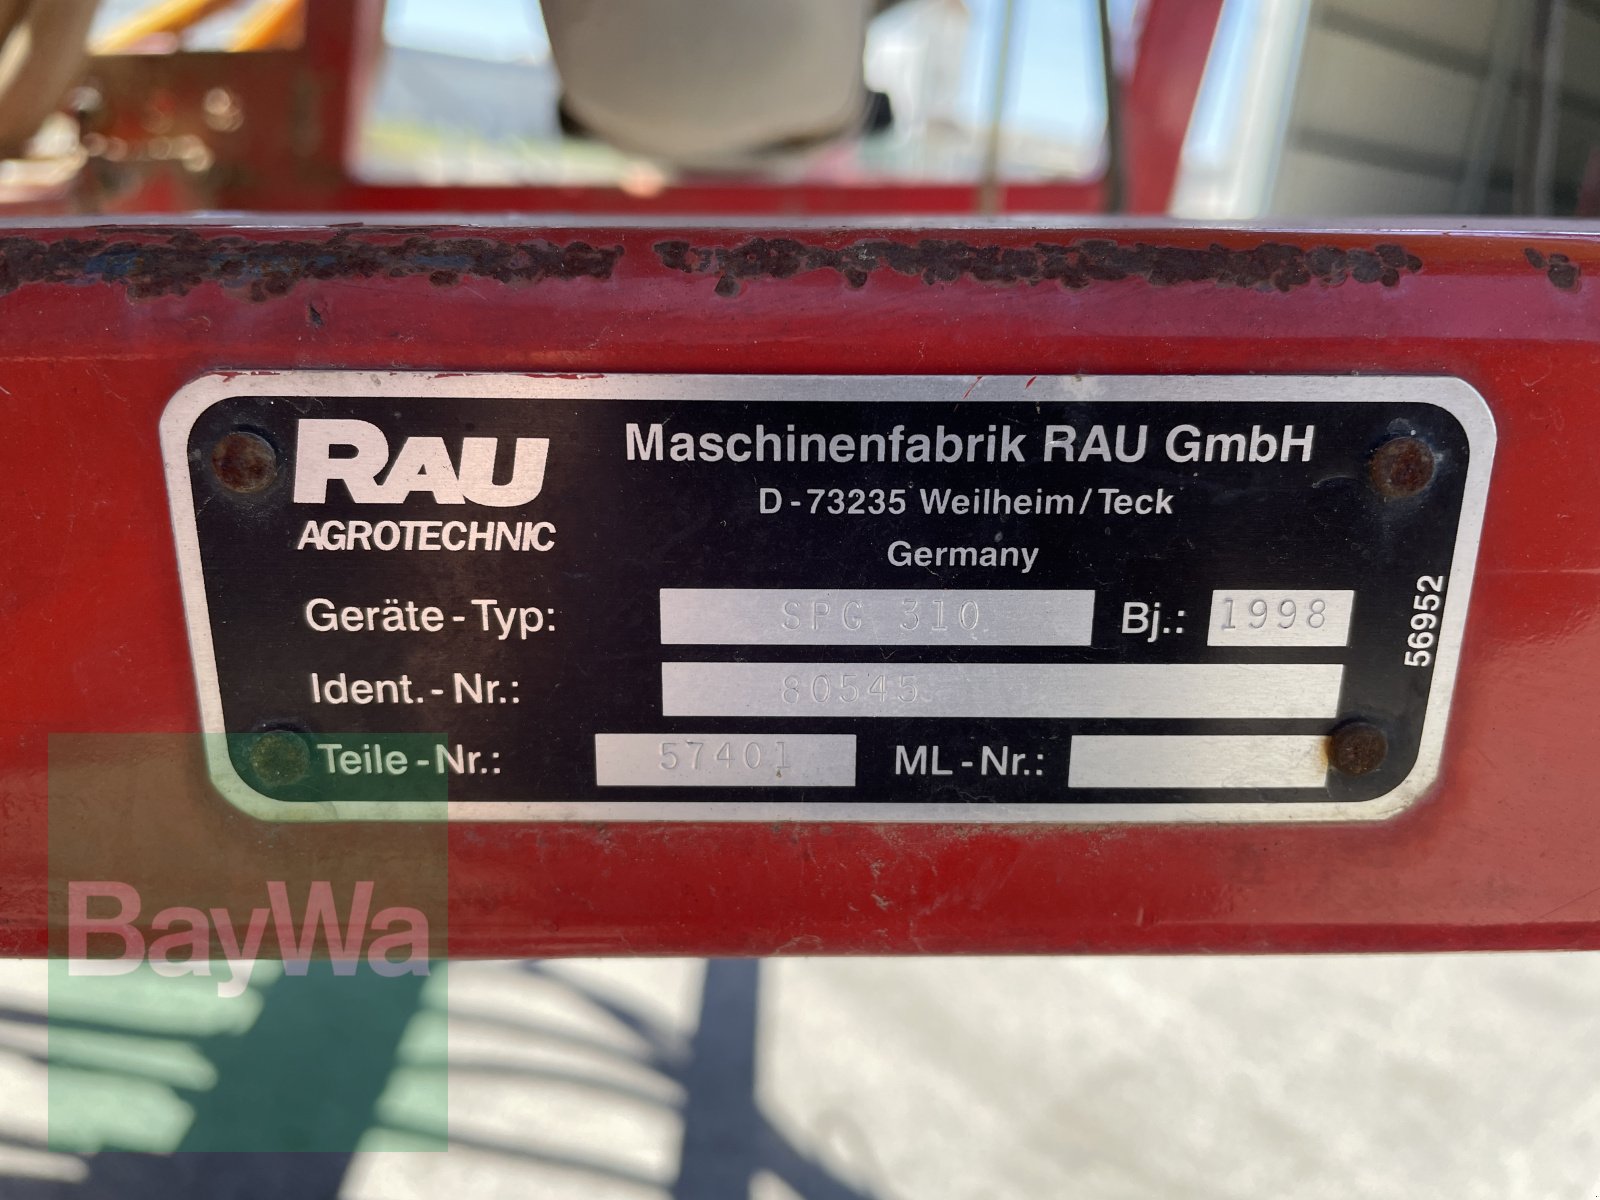 RAU
AGROTECHNIC
Maschinenfabrik RAU GmbH
D-73235 Weilheim/Teck
Germany
Geräte-Typ: SPG 310 Bj.: 1998
Ident.-Nr.: 80545
Teile-Nr.: 57401 ML-Nr.:
56952
BayWa